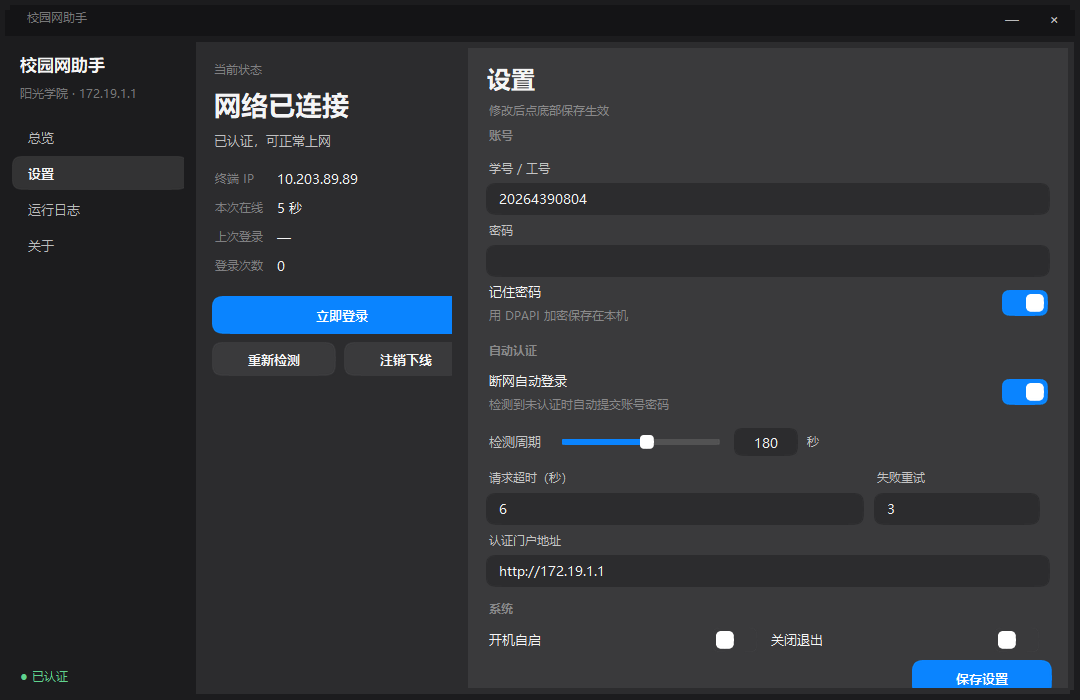 校园网助手
— ×
校园网助手
阳光学院 · 172.19.1.1
总览
设置
运行日志
关于
● 已认证
当前状态
网络已连接
已认证，可正常上网
终端 IP 10.203.89.89
本次在线 5 秒
上次登录 —
登录次数 0
立即登录
重新检测 注销下线
设置
修改后点底部保存生效
账号
学号 / 工号
20264390804
密码
记住密码
用 DPAPI 加密保存在本机
自动认证
断网自动登录
检测到未认证时自动提交账号密码
检测周期 180 秒
请求超时（秒） 失败重试
6 3
认证门户地址
http://172.19.1.1
系统
开机自启 关闭退出
保存设置